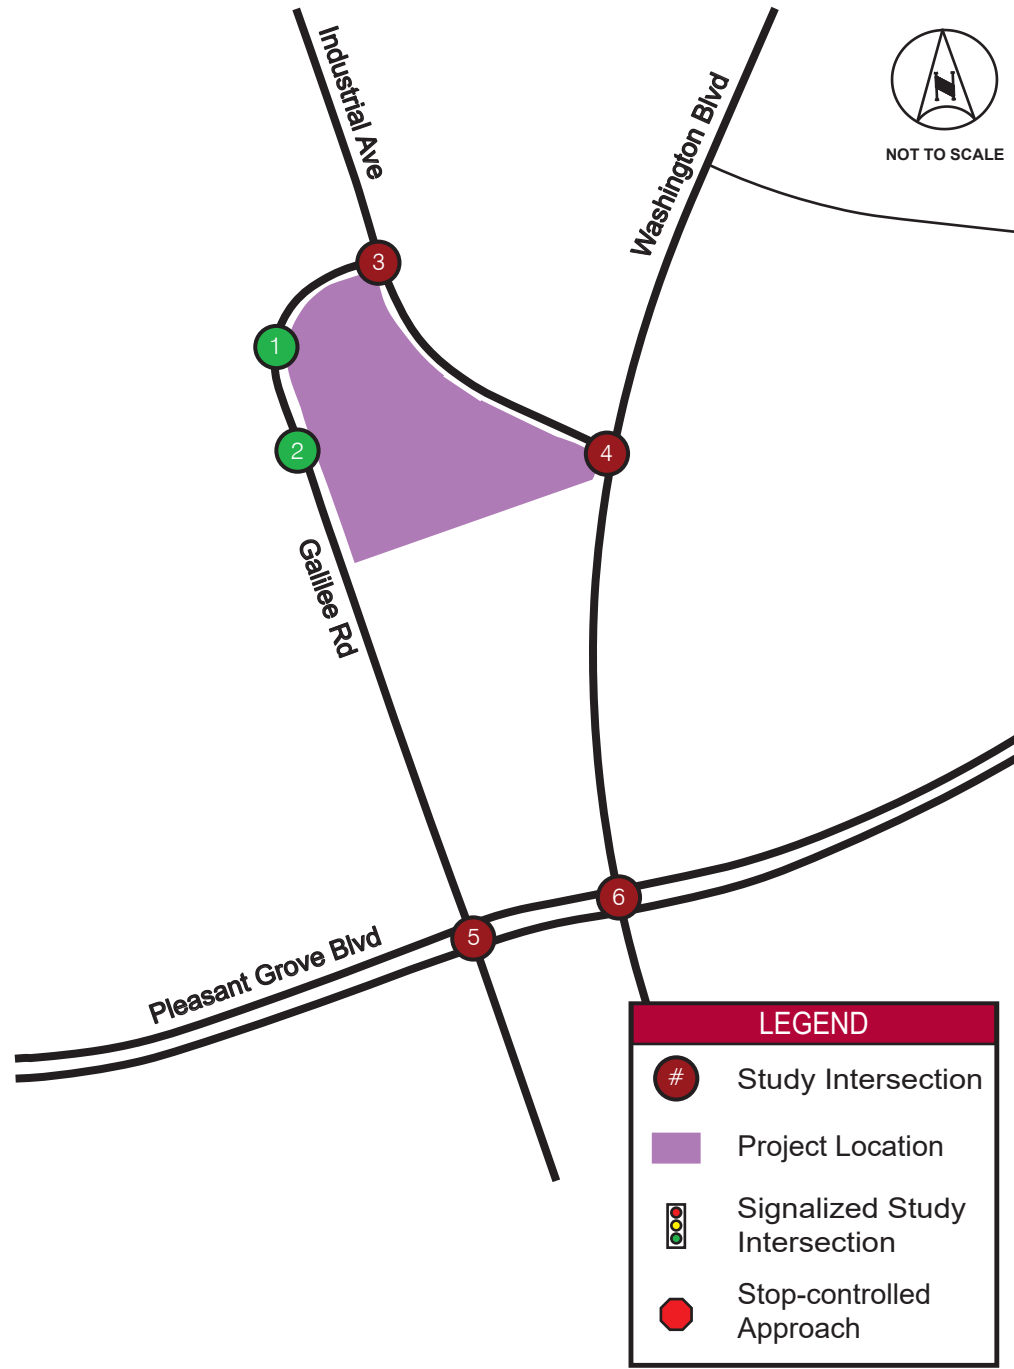 Industrial Ave
Washington Blvd
N
NOT TO SCALE
3
1
4
2
Galilee Rd
6
5
Pleasant Grove Blvd
LEGEND
# Study Intersection
Project Location
Signalized Study
Intersection
Stop-controlled
Approach